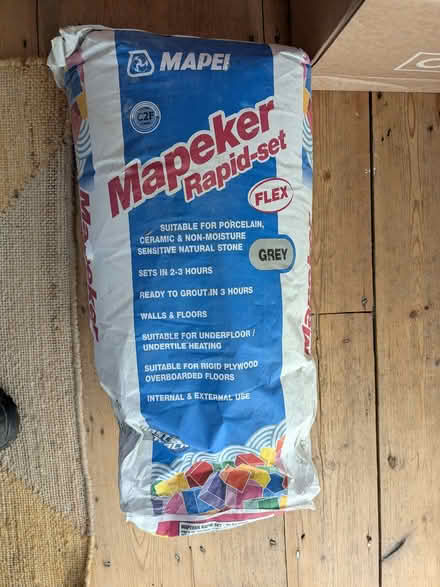 MAPEI
C2F
Mapeker
Rapid-set
FLEX
SUITABLE FOR PORCELAIN,
CERAMIC & NON-MOISTURE
SENSITIVE NATURAL STONE
GREY
SETS IN 2-3 HOURS
READY TO GROUT IN 3 HOURS
WALLS & FLOORS
SUITABLE FOR UNDERFLOOR /
UNDERTILE HEATING
SUITABLE FOR RIGID PLYWOOD
OVERBOARDED FLOORS
INTERNAL & EXTERNAL USE
Mapeker
Mapeker